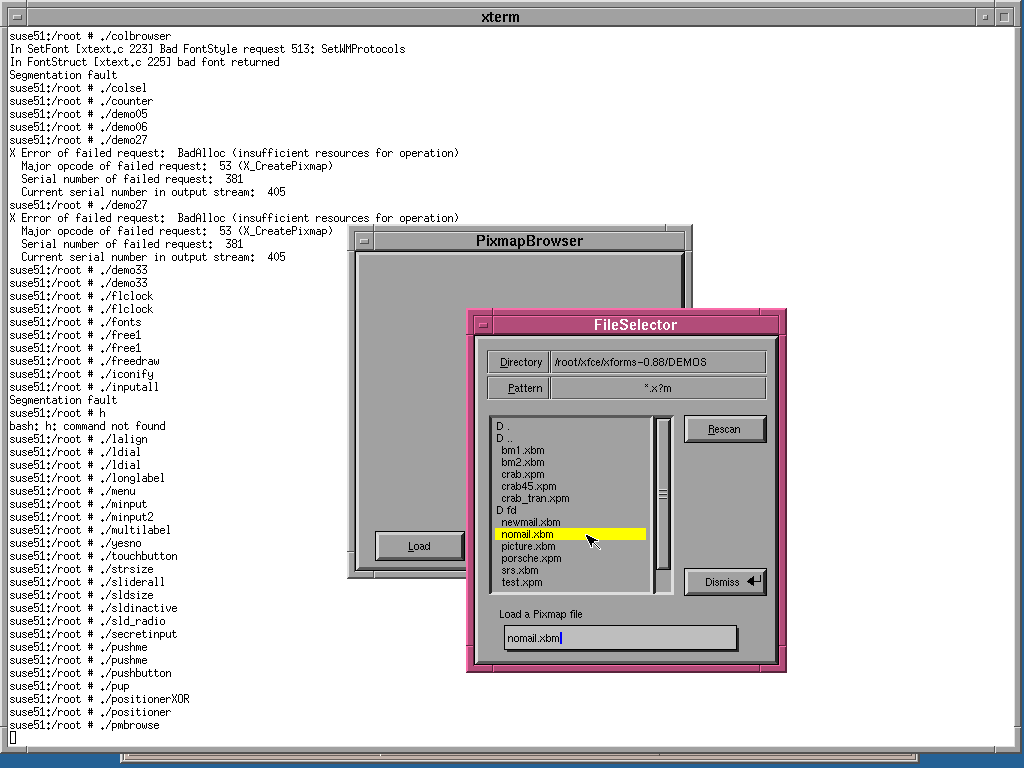 xterm
suse51:/root # ./colbrowser
In SetFont [xtext.c 223] Bad FontStyle request 513: SetWMProtocols
In FontStruct [xtext.c 225] bad font returned
Segmentation fault
suse51:/root # ./colsel
suse51:/root # ./counter
suse51:/root # ./demo05
suse51:/root # ./demo06
suse51:/root # ./demo27
X Error of failed request:  BadAlloc (insufficient resources for operation)
  Major opcode of failed request:  53 (X_CreatePixmap)
  Serial number of failed request:  381
  Current serial number in output stream:  405
suse51:/root # ./demo27
X Error of failed request:  BadAlloc (insufficient resources for operation)
  Major opcode of failed request:  53 (X_CreatePixmap)
  Serial number of failed request:  381
  Current serial number in output stream:  405
suse51:/root # ./demo33
suse51:/root # ./demo33
suse51:/root # ./flclock
suse51:/root # ./flclock
suse51:/root # ./fonts
suse51:/root # ./free1
suse51:/root # ./free1
suse51:/root # ./freedraw
suse51:/root # ./iconify
suse51:/root # ./inputall
Segmentation fault
suse51:/root # h
bash: h: command not found
suse51:/root # ./lalign
suse51:/root # ./ldial
suse51:/root # ./ldial
suse51:/root # ./longlabel
suse51:/root # ./menu
suse51:/root # ./minput
suse51:/root # ./minput2
suse51:/root # ./multilabel
suse51:/root # ./yesno
suse51:/root # ./touchbutton
suse51:/root # ./strsize
suse51:/root # ./sliderall
suse51:/root # ./sldsize
suse51:/root # ./sldinactive
suse51:/root # ./sld_radio
suse51:/root # ./secretinput
suse51:/root # ./pushme
suse51:/root # ./pushme
suse51:/root # ./pushbutton
suse51:/root # ./pup
suse51:/root # ./positionerXOR
suse51:/root # ./positioner
suse51:/root # ./pmbrowse
PixmapBrowser
Load
FileSelector
Directory /root/xfce/xforms-0.88/DEMOS
Pattern *.x?m
D .
D ..
bm1.xbm
bm2.xbm
crab.xpm
crab45.xpm
crab_tran.xpm
D fd
newmail.xbm
nomail.xbm
picture.xbm
porsche.xpm
srs.xbm
test.xpm
Rescan
Dismiss
Load a Pixmap file
nomail.xbm